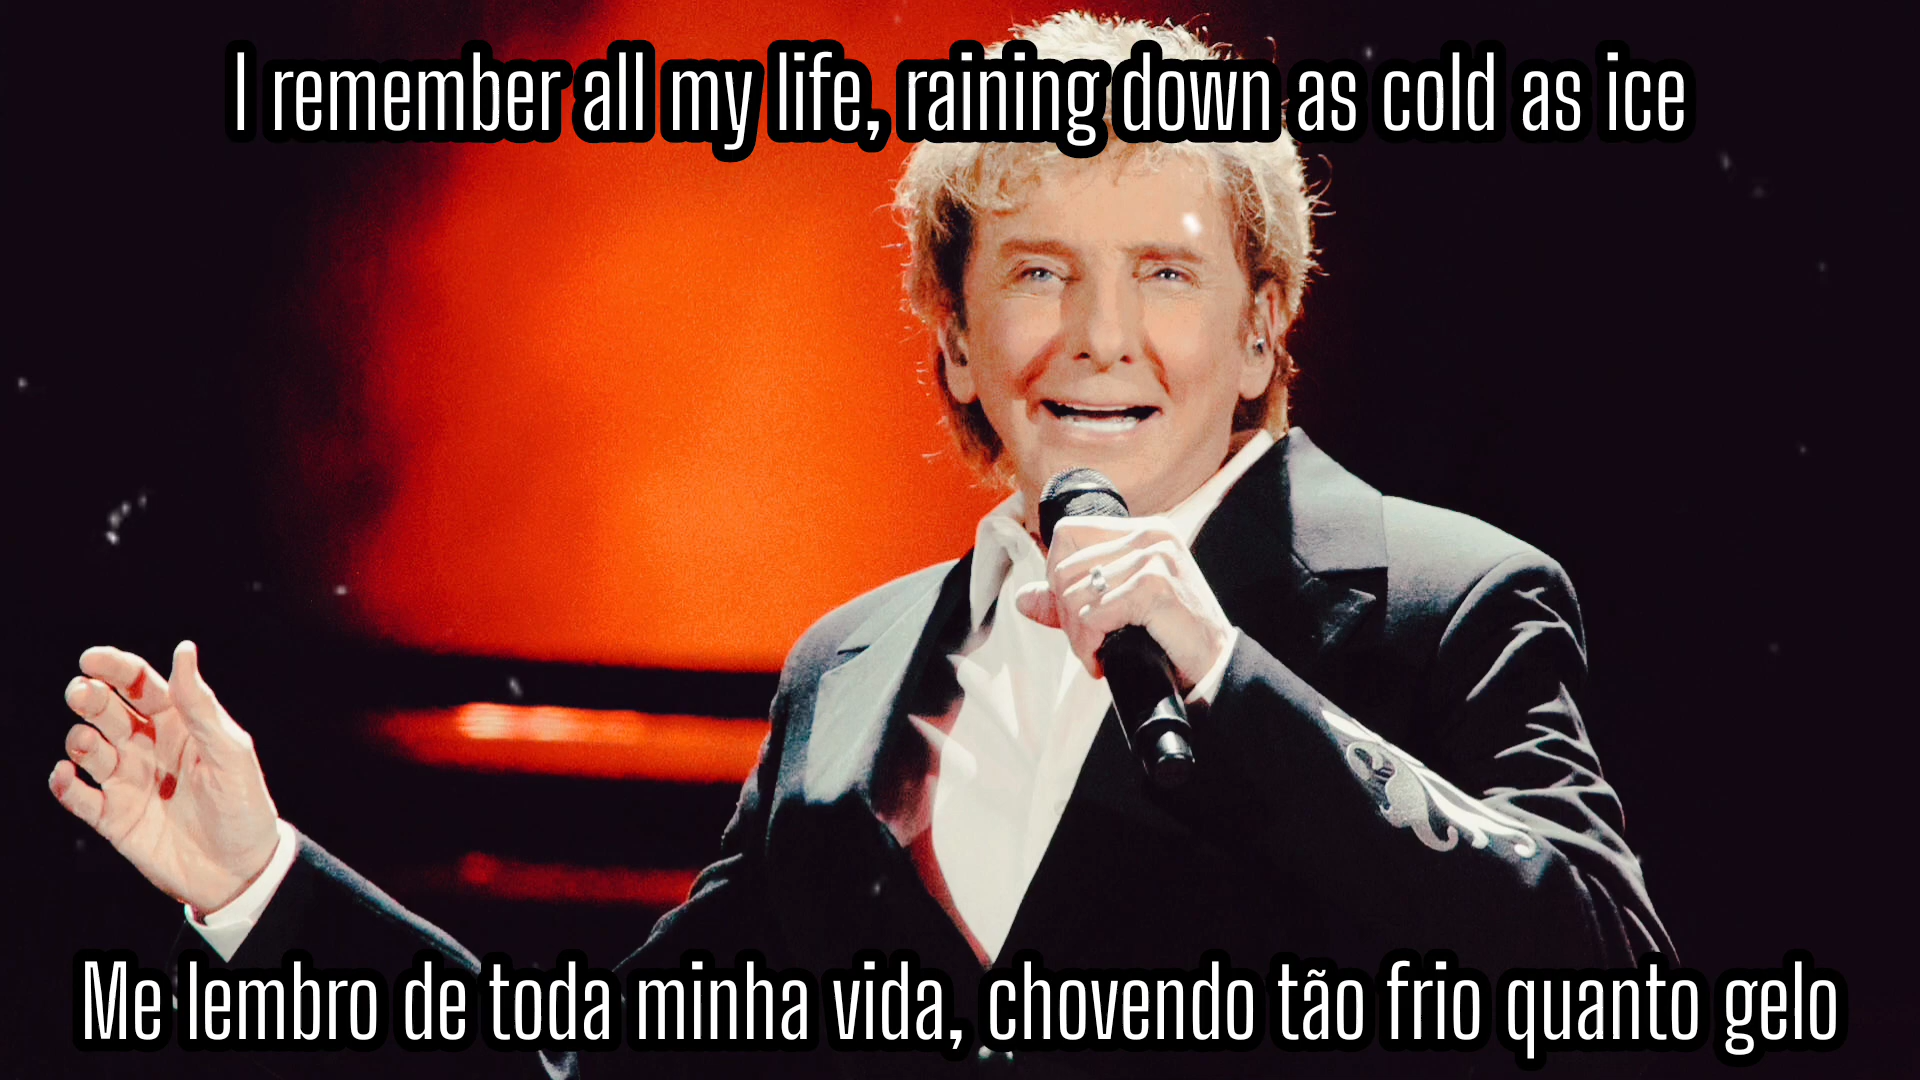 I remember all my life, raining down as cold as ice
Me lembro de toda minha vida, chovendo tão frio quanto gelo